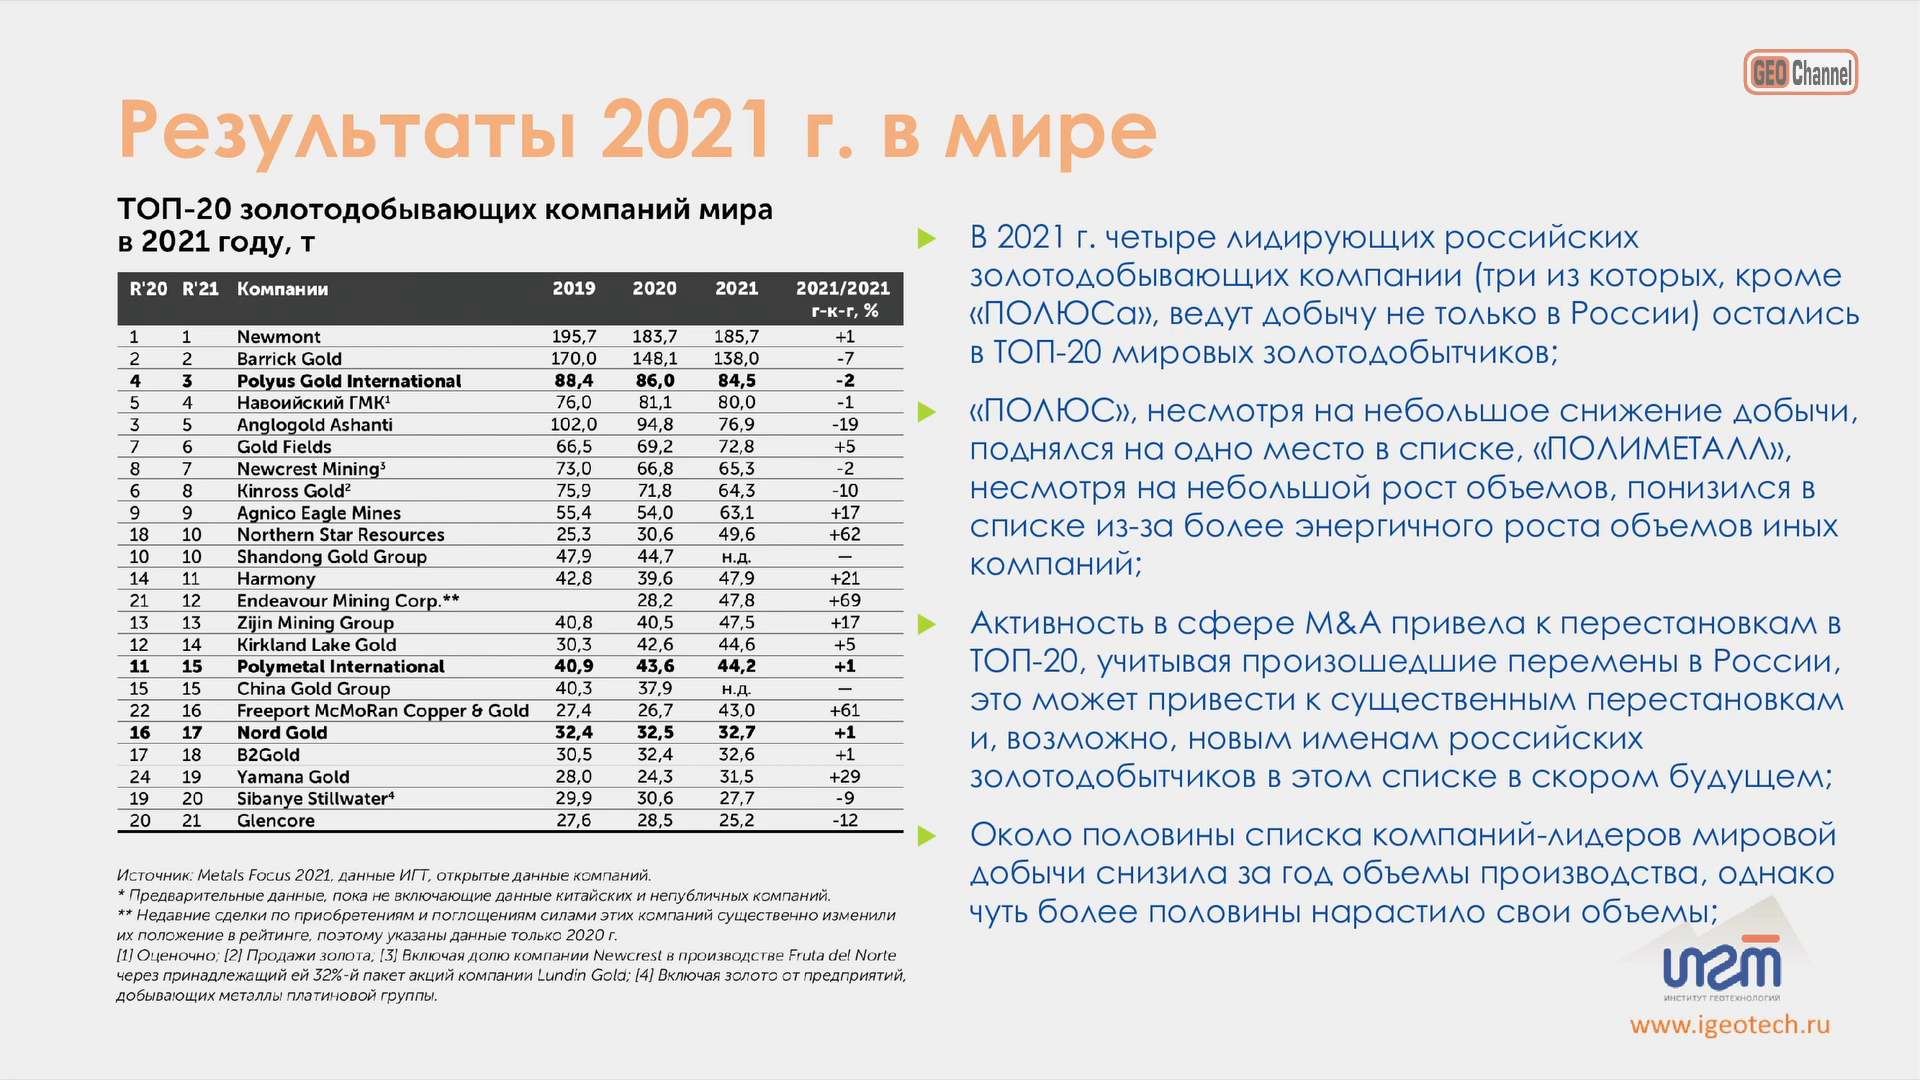 GEO Channel
Результаты 2021 г. в мире
ТОП-20 золотодобывающих компаний мира
в 2021 году, т
R'20 R'21 Компании 2019 2020 2021 2021/2021
г-к-г, %
1 1 Newmont 195,7 183,7 185,7 +1
2 2 Barrick Gold 170,0 148,1 138,0 -7
4 3 Polyus Gold International 88,4 86,0 84,5 -2
5 4 Навоийский ГМК¹ 76,0 81,1 80,0 -1
3 5 Anglogold Ashanti 102,0 94,8 76,9 -19
7 6 Gold Fields 66,5 69,2 72,8 +5
8 7 Newcrest Mining³ 73,0 66,8 65,3 -2
6 8 Kinross Gold² 75,9 71,8 64,3 -10
9 9 Agnico Eagle Mines 55,4 54,0 63,1 +17
18 10 Northern Star Resources 25,3 30,6 49,6 +62
10 10 Shandong Gold Group 47,9 44,7 н.д. —
14 11 Harmony 42,8 39,6 47,9 +21
21 12 Endeavour Mining Corp.** 28,2 47,8 +69
13 13 Zijin Mining Group 40,8 40,5 47,5 +17
12 14 Kirkland Lake Gold 30,3 42,6 44,6 +5
11 15 Polymetal International 40,9 43,6 44,2 +1
15 15 China Gold Group 40,3 37,9 н.д. —
22 16 Freeport McMoRan Copper & Gold 27,4 26,7 43,0 +61
16 17 Nord Gold 32,4 32,5 32,7 +1
17 18 B2Gold 30,5 32,4 32,6 +1
24 19 Yamana Gold 28,0 24,3 31,5 +29
19 20 Sibanye Stillwater⁴ 29,9 30,6 27,7 -9
20 21 Glencore 27,6 28,5 25,2 -12
Источник: Metals Focus 2021, данные ИГТ, открытые данные компаний.
* Предварительные данные, пока не включающие данные китайских и непубличных компаний.
** Недавние сделки по приобретениям и поглощениям силами этих компаний существенно изменили
их положение в рейтинге, поэтому указаны данные только 2020 г.
[1] Оценочно; [2] Продажи золота; [3] Включая долю компании Newcrest в производстве Fruta del Norte
через принадлежащий ей 32%-й пакет акций компании Lundin Gold; [4] Включая золото от предприятий,
добывающих металлы платиновой группы.
В 2021 г. четыре лидирующих российских
золотодобывающих компании (три из которых, кроме
«ПОЛЮСа», ведут добычу не только в России) остались
в ТОП-20 мировых золотодобытчиков;
«ПОЛЮС», несмотря на небольшое снижение добычи,
поднялся на одно место в списке, «ПОЛИМЕТАЛЛ»,
несмотря на небольшой рост объемов, понизился в
списке из-за более энергичного роста объемов иных
компаний;
Активность в сфере M&A привела к перестановкам в
ТОП-20, учитывая произошедшие перемены в России,
это может привести к существенным перестановкам
и, возможно, новым именам российских
золотодобытчиков в этом списке в скором будущем;
Около половины списка компаний-лидеров мировой
добычи снизила за год объемы производства, однако
чуть более половины нарастило свои объемы;
ИГТ
ИНСТИТУТ ГЕОТЕХНОЛОГИЙ
www.igeotech.ru